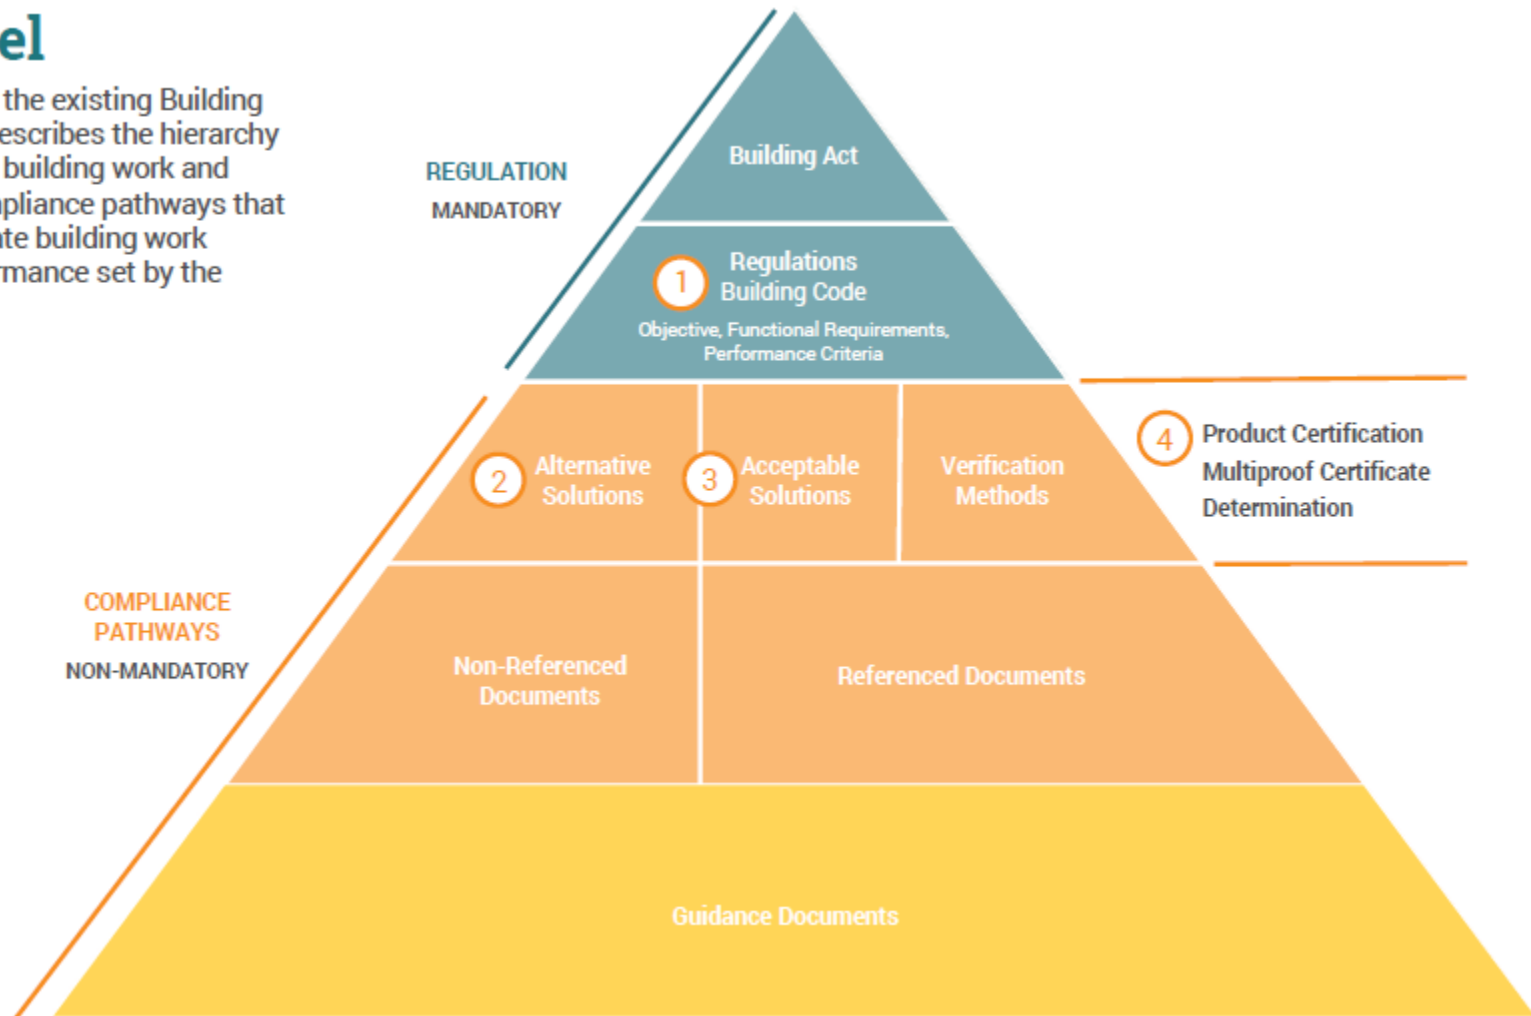 el
the existing Building
escribes the hierarchy
building work and
pliance pathways that
te building work
rmance set by the
REGULATION
MANDATORY
Building Act
1
Regulations
Building Code
Objective, Functional Requirements,
Performance Criteria
2
Alternative
Solutions
3
Acceptable
Solutions
Verification
Methods
4
Product Certification
Multiproof Certificate
Determination
COMPLIANCE
PATHWAYS
NON-MANDATORY
Non-Referenced
Documents
Referenced Documents
Guidance Documents